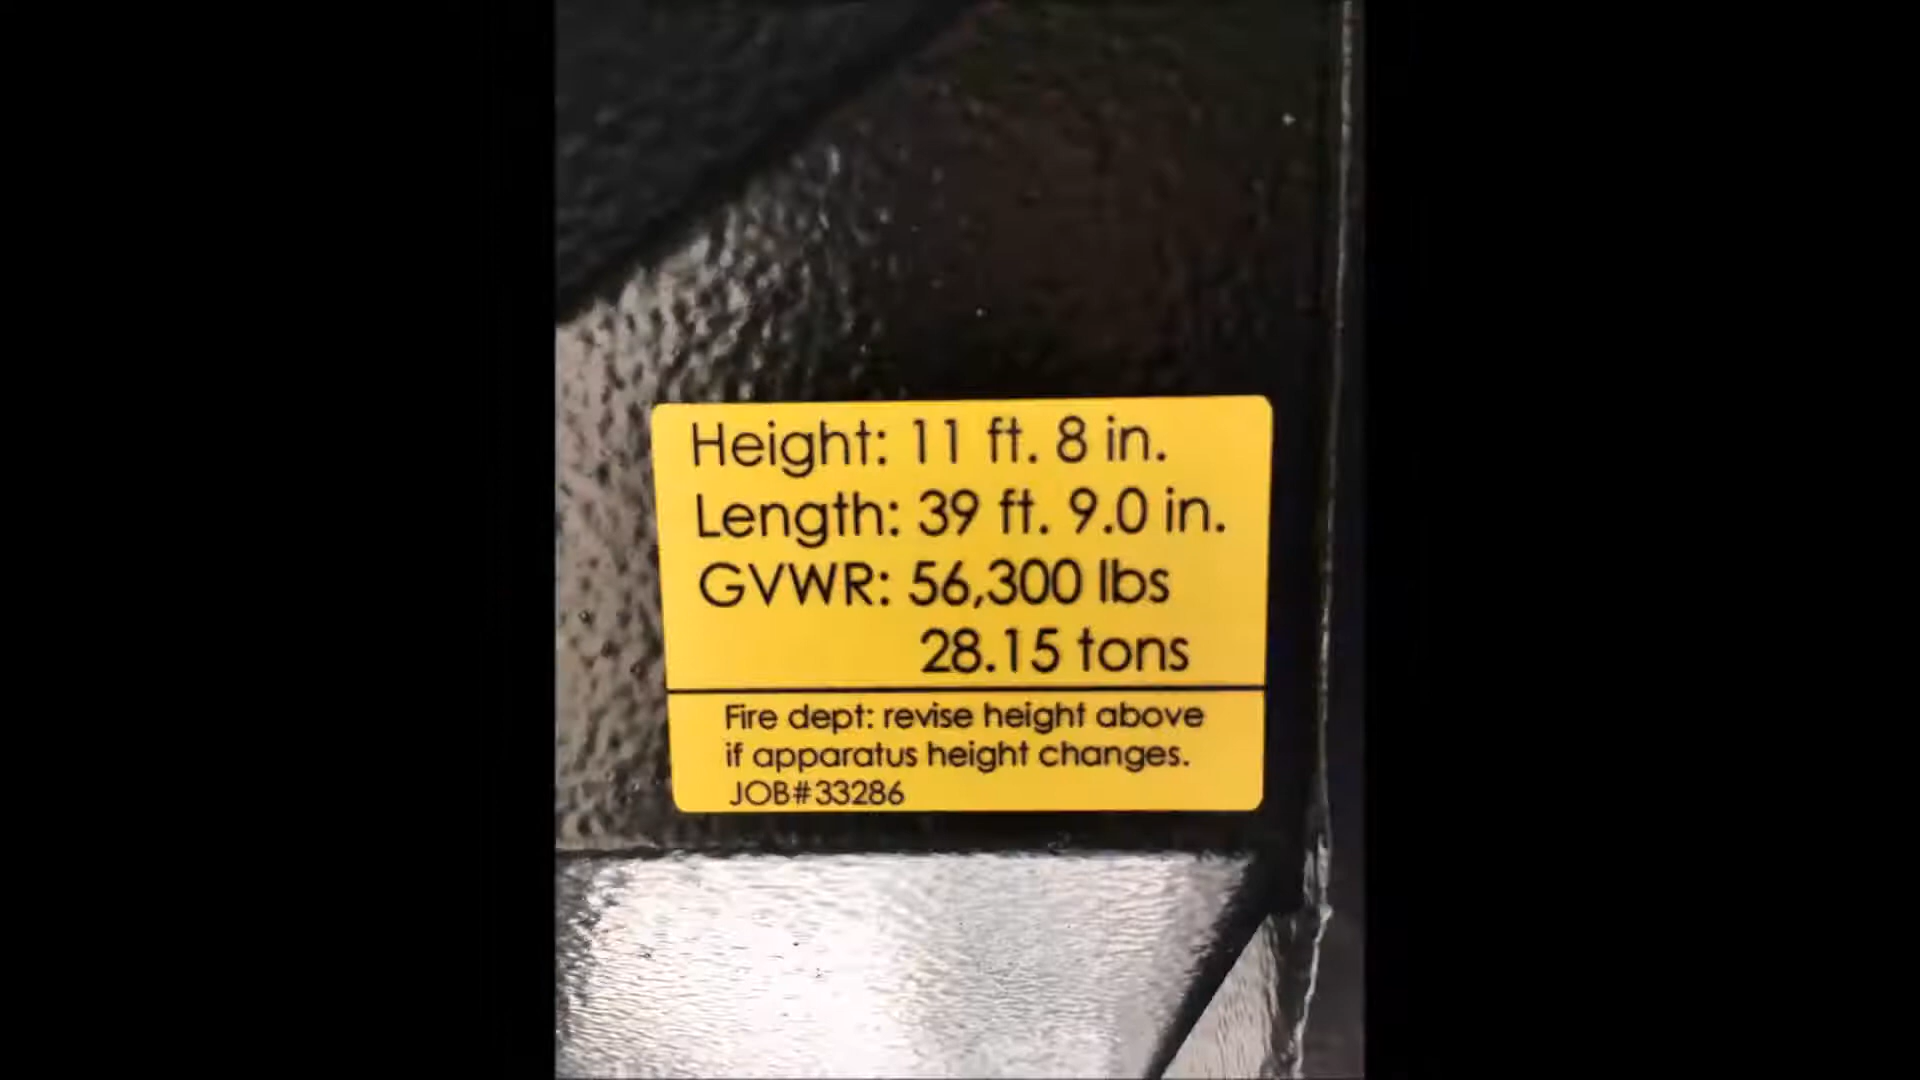 Height: 11 ft. 8 in.
Length: 39 ft. 9.0 in.
GVWR: 56,300 lbs
28.15 tons
Fire dept: revise height above
if apparatus height changes.
JOB#33286